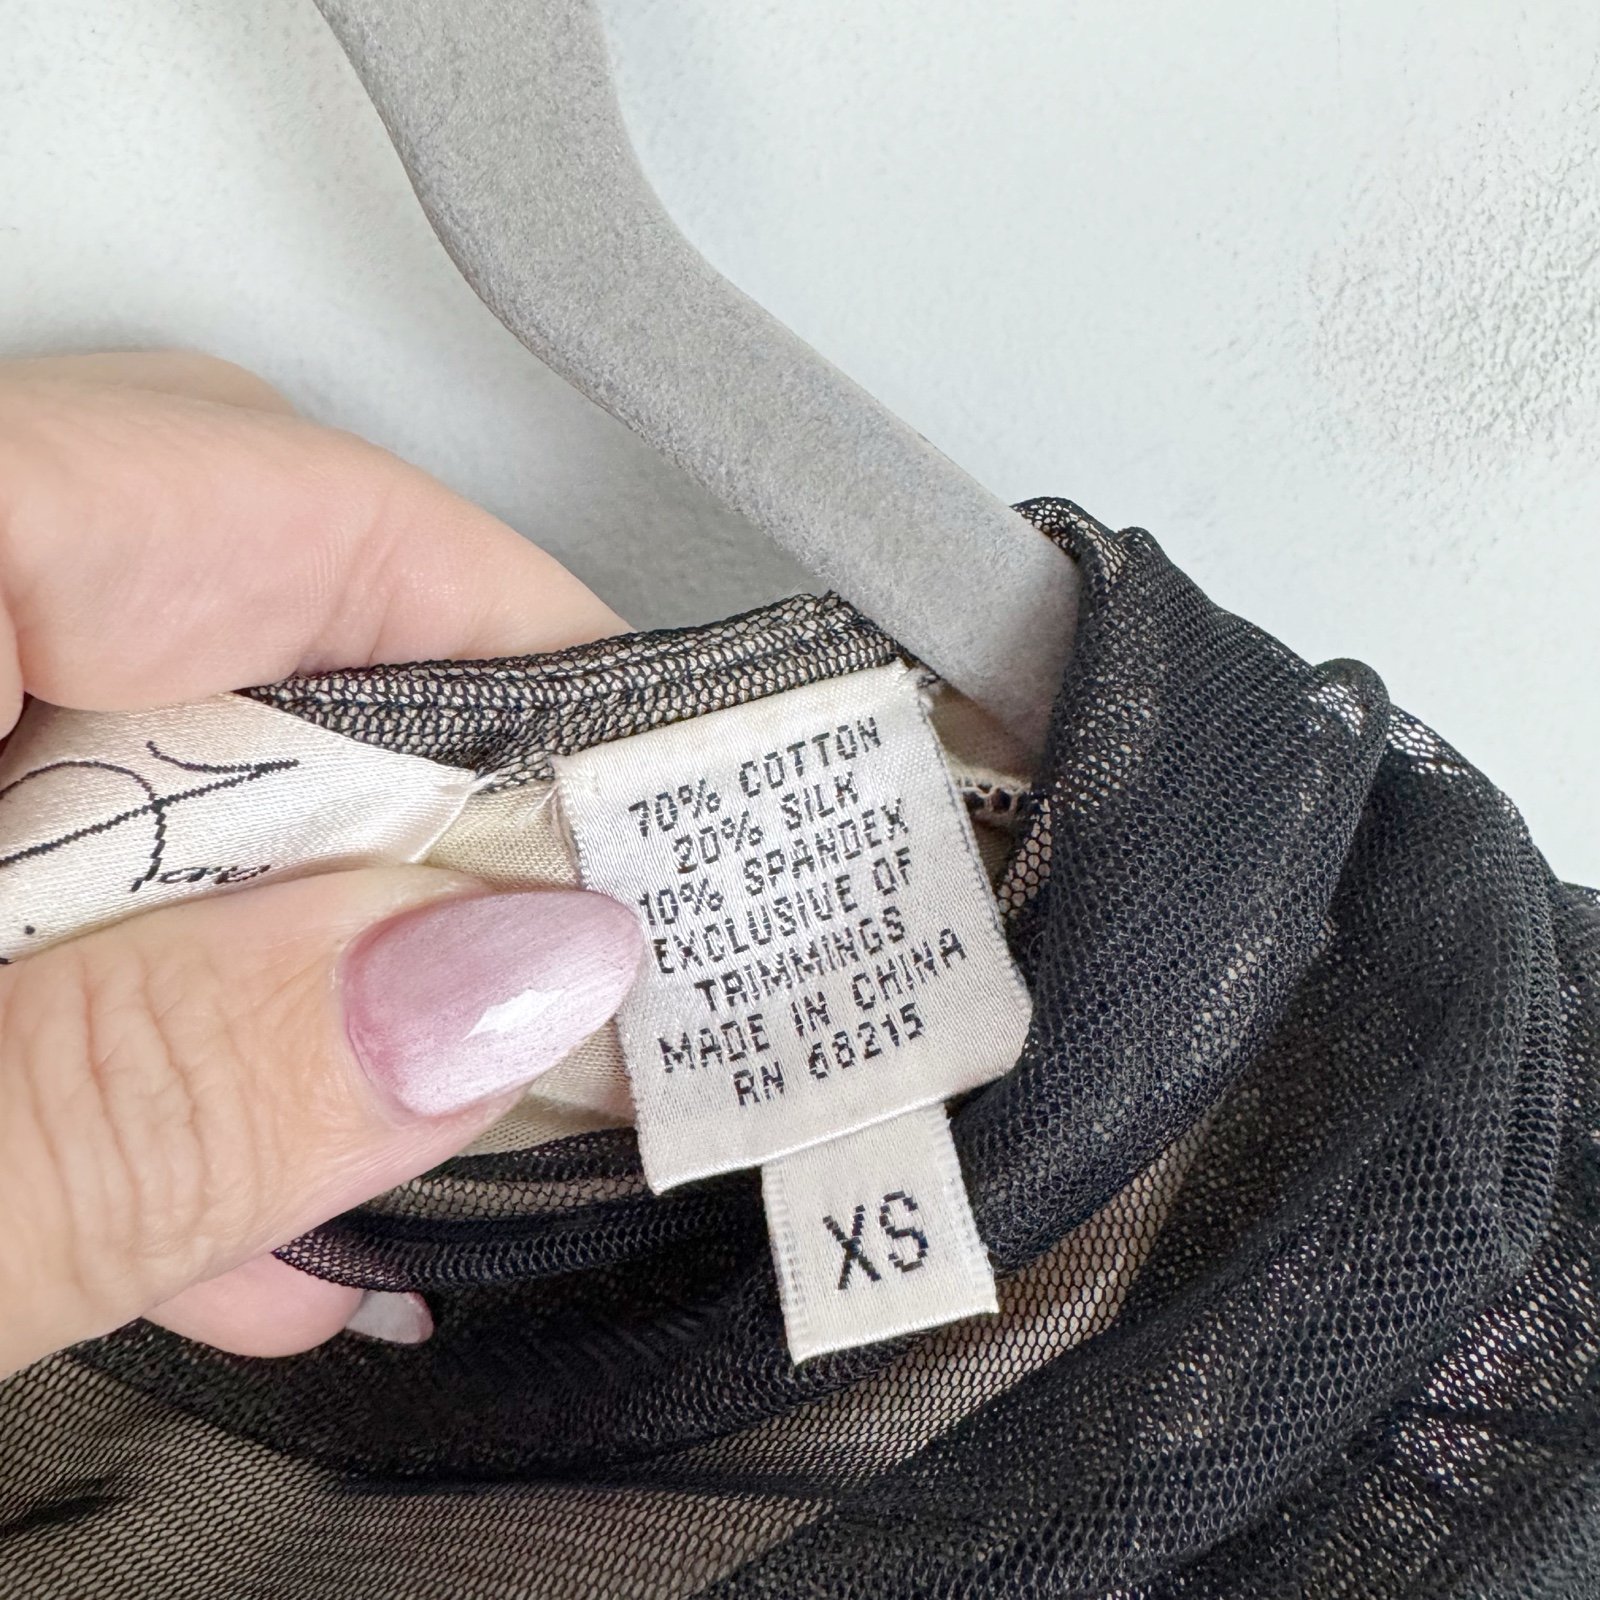 70% COTTON
20% SILK
10% SPANDEX
EXCLUSIVE OF
TRIMMINGS
MADE IN CHINA
RN 68215
XS